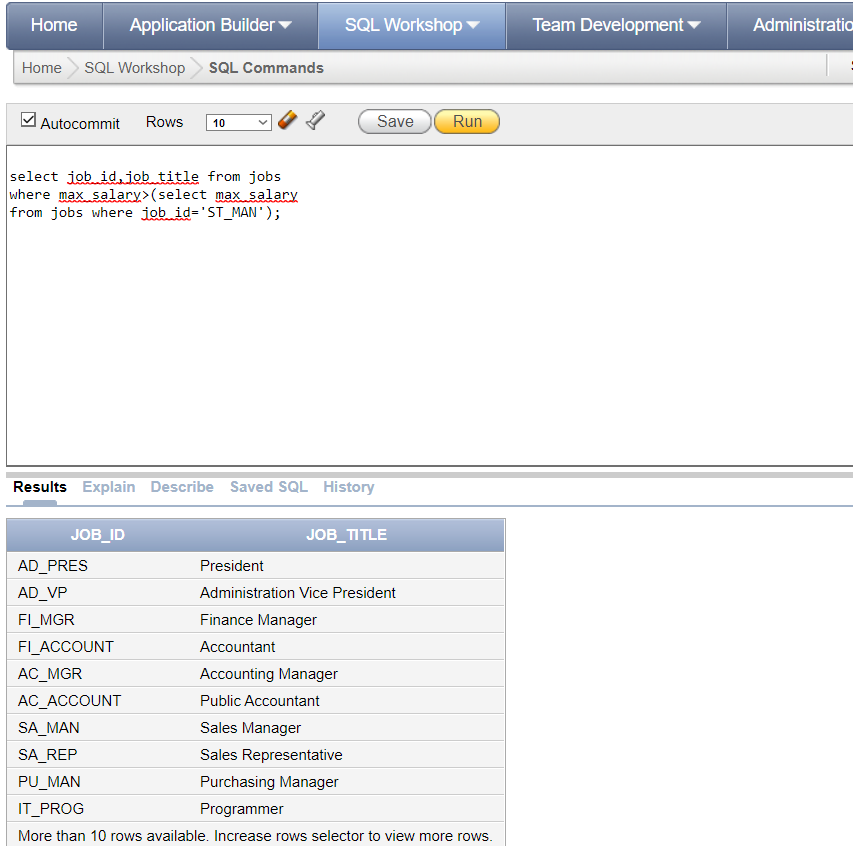 Home Application Builder SQL Workshop Team Development Administratio
Home SQL Workshop SQL Commands
Autocommit Rows 10 Save Run
select job_id,job_title from jobs
where max_salary>(select max_salary
from jobs where job_id='ST_MAN');
Results Explain Describe Saved SQL History
JOB_ID JOB_TITLE
AD_PRES President
AD_VP Administration Vice President
FI_MGR Finance Manager
FI_ACCOUNT Accountant
AC_MGR Accounting Manager
AC_ACCOUNT Public Accountant
SA_MAN Sales Manager
SA_REP Sales Representative
PU_MAN Purchasing Manager
IT_PROG Programmer
More than 10 rows available. Increase rows selector to view more rows.